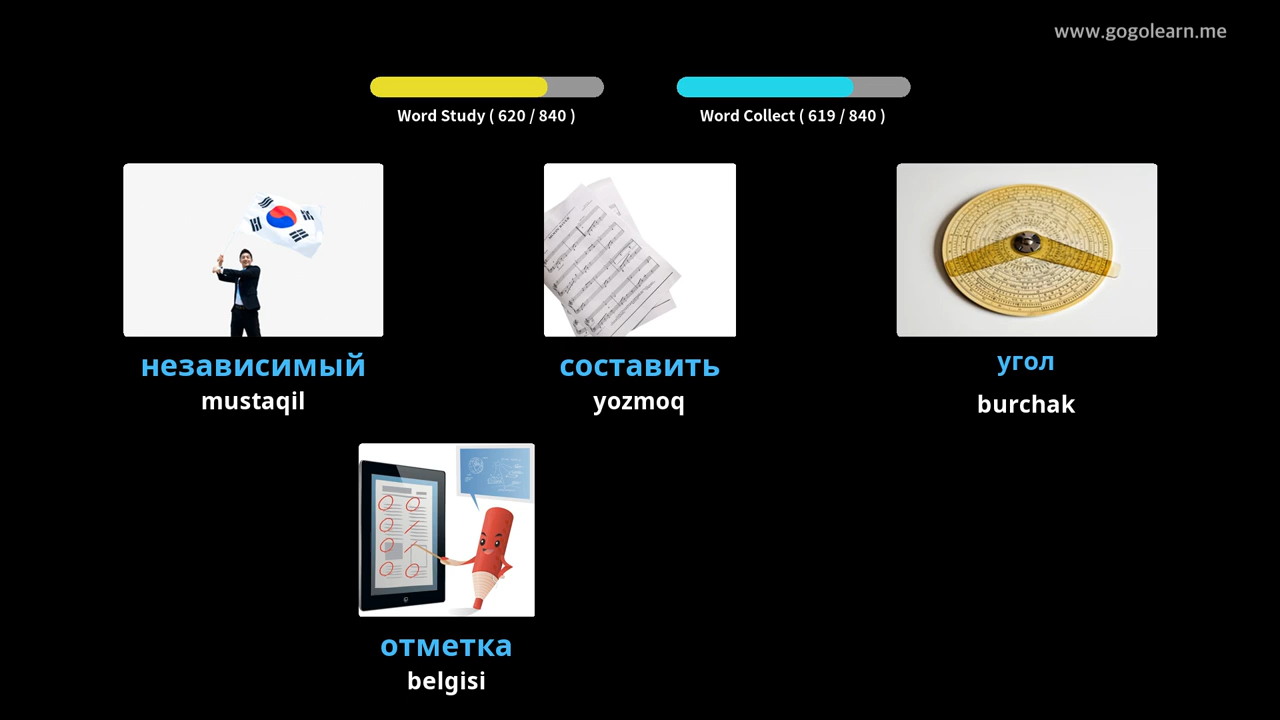 www.gogolearn.me
Word Study ( 620 / 840 )
Word Collect ( 619 / 840 )
независимый
mustaqil
составить
yozmoq
угол
burchak
отметка
belgisi